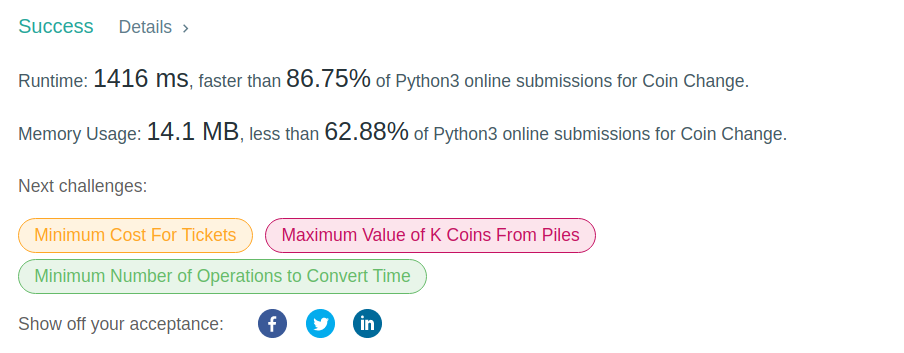 Success Details >
Runtime: 1416 ms, faster than 86.75% of Python3 online submissions for Coin Change.
Memory Usage: 14.1 MB, less than 62.88% of Python3 online submissions for Coin Change.
Next challenges:
Minimum Cost For Tickets Maximum Value of K Coins From Piles
Minimum Number of Operations to Convert Time
Show off your acceptance: f in